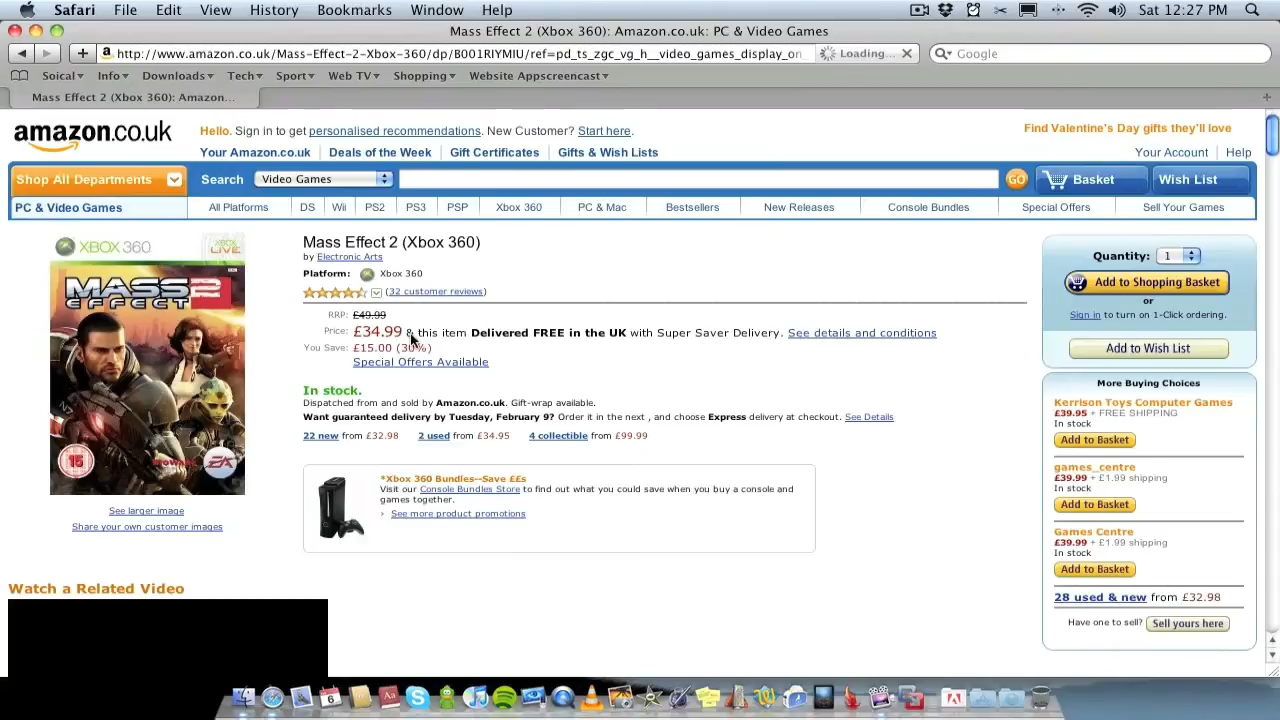 Safari File Edit View History Bookmarks Window Help Sat 12:27 PM
Mass Effect 2 (Xbox 360): Amazon.co.uk: PC & Video Games
http://www.amazon.co.uk/Mass-Effect-2-Xbox-360/dp/B001RIYMIU/ref=pd_ts_zgc_vg_h__video_games_display_on_ Loading... Google
Soical Info Downloads Tech Sport Web TV Shopping Website Appscreencast
Mass Effect 2 (Xbox 360): Amazon...
amazon.co.uk
Hello. Sign in to get personalised recommendations. New Customer? Start here.
Find Valentine's Day gifts they'll love
Your Amazon.co.uk Deals of the Week Gift Certificates Gifts & Wish Lists
Your Account Help
Shop All Departments Search Video Games GO Basket Wish List
PC & Video Games All Platforms DS Wii PS2 PS3 PSP Xbox 360 PC & Mac Bestsellers New Releases Console Bundles Special Offers Sell Your Games
XBOX 360 XBOX LIVE
MASS EFFECT 2
N7
15
EA
See larger image
Share your own customer images
Mass Effect 2 (Xbox 360)
by Electronic Arts
Platform: Xbox 360
(32 customer reviews)
RRP: £49.99
Price: £34.99 & this item Delivered FREE in the UK with Super Saver Delivery. See details and conditions
You Save: £15.00 (30%)
Special Offers Available
In stock.
Dispatched from and sold by Amazon.co.uk. Gift-wrap available.
Want guaranteed delivery by Tuesday, February 9? Order it in the next , and choose Express delivery at checkout. See Details
22 new from £32.98 2 used from £34.95 4 collectible from £99.99
*Xbox 360 Bundles--Save ££s
Visit our Console Bundles Store to find out what you could save when you buy a console and
games together.
› See more product promotions
Quantity: 1
Add to Shopping Basket
or
Sign in to turn on 1-Click ordering.
Add to Wish List
More Buying Choices
Kerrison Toys Computer Games
£39.95 + FREE SHIPPING
In stock
Add to Basket
games_centre
£39.99 + £1.99 shipping
In stock
Add to Basket
Games Centre
£39.99 + £1.99 shipping
In stock
Add to Basket
28 used & new from £32.98
Have one to sell? Sell yours here
Watch a Related Video